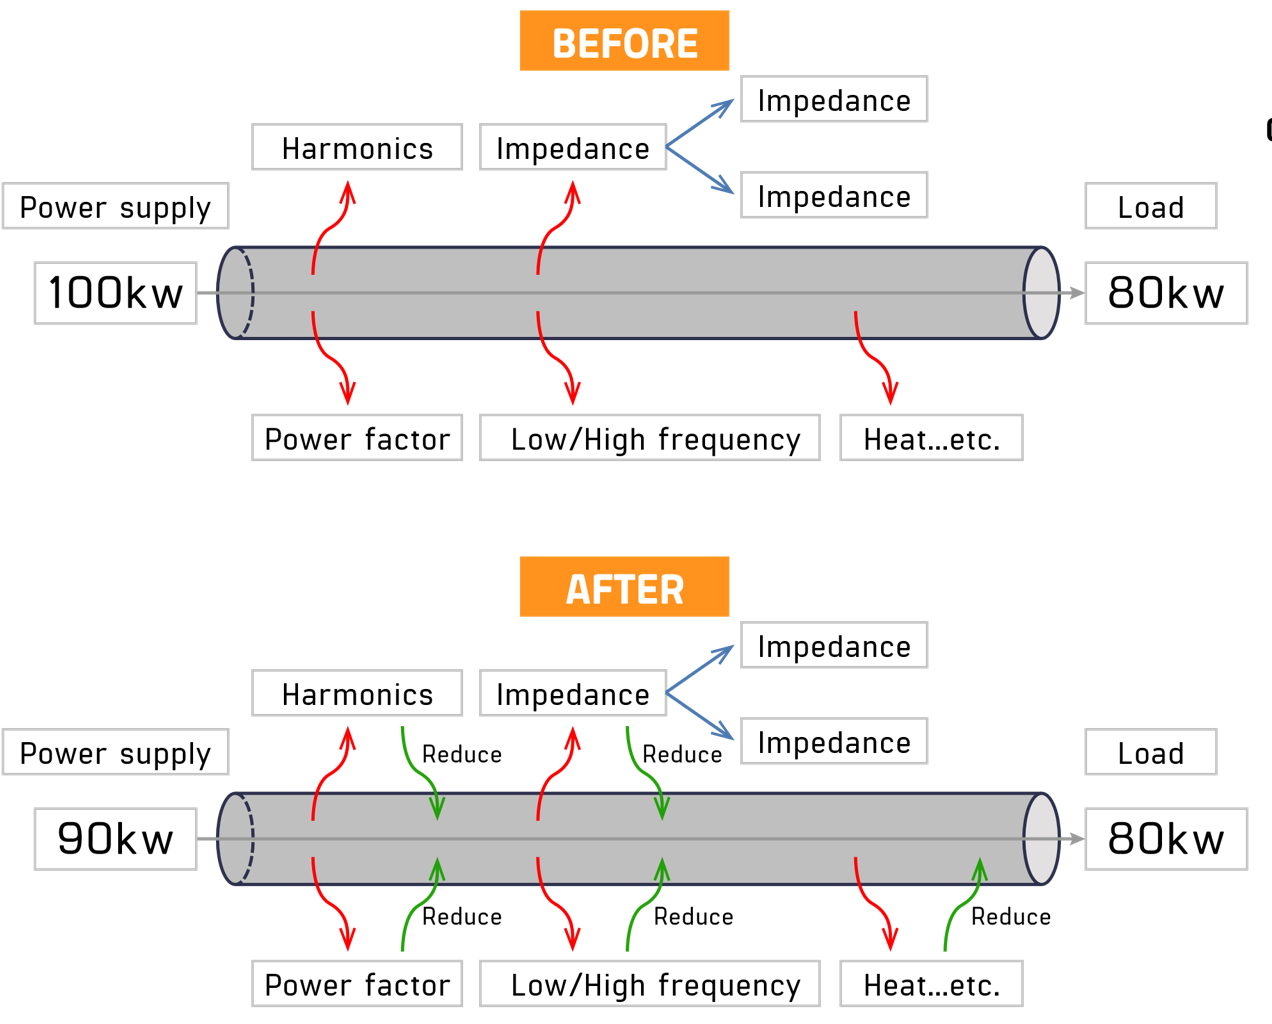 BEFORE
Impedance
Harmonics
Impedance
Impedance
Power supply
Load
100kw
80kw
Power factor
Low/High frequency
Heat...etc.
AFTER
Impedance
Harmonics
Impedance
Impedance
Power supply
Reduce
Reduce
Load
90kw
80kw
Reduce
Reduce
Reduce
Power factor
Low/High frequency
Heat...etc.